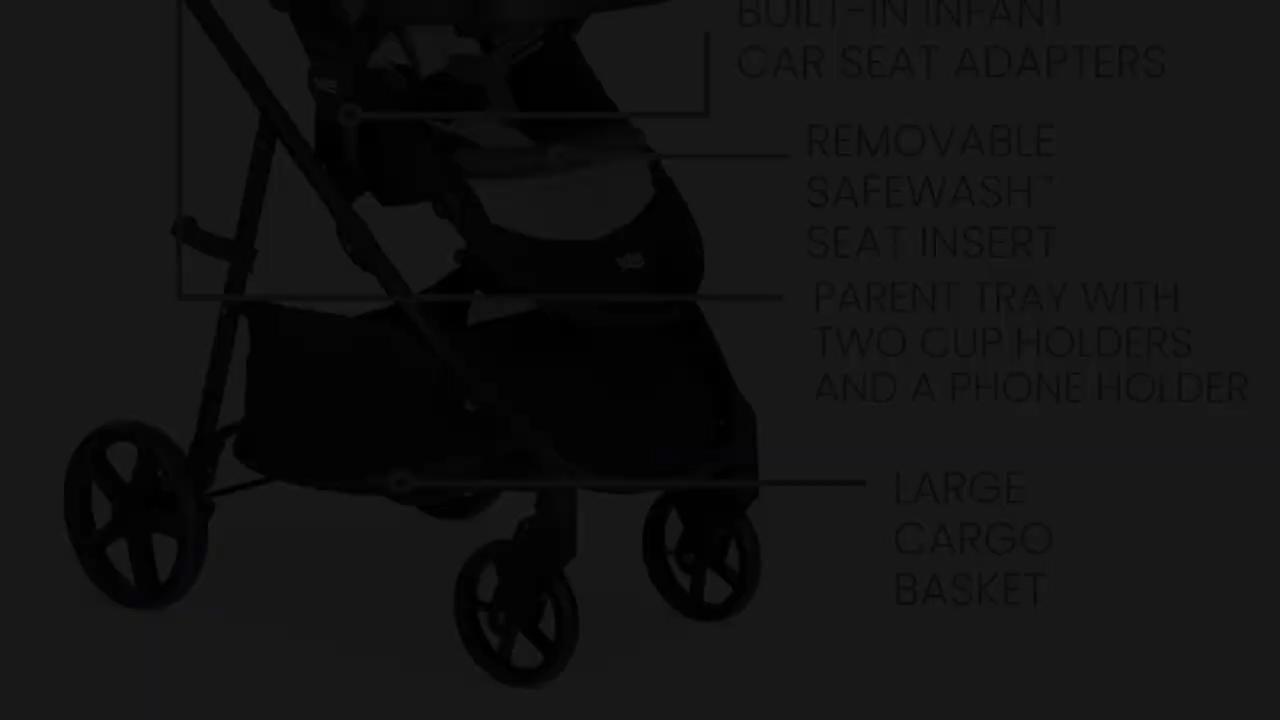 BUILT-IN INFANT
CAR SEAT ADAPTERS
REMOVABLE
SAFEWASH™
SEAT INSERT
PARENT TRAY WITH
TWO CUP HOLDERS
AND A PHONE HOLDER
LARGE
CARGO
BASKET